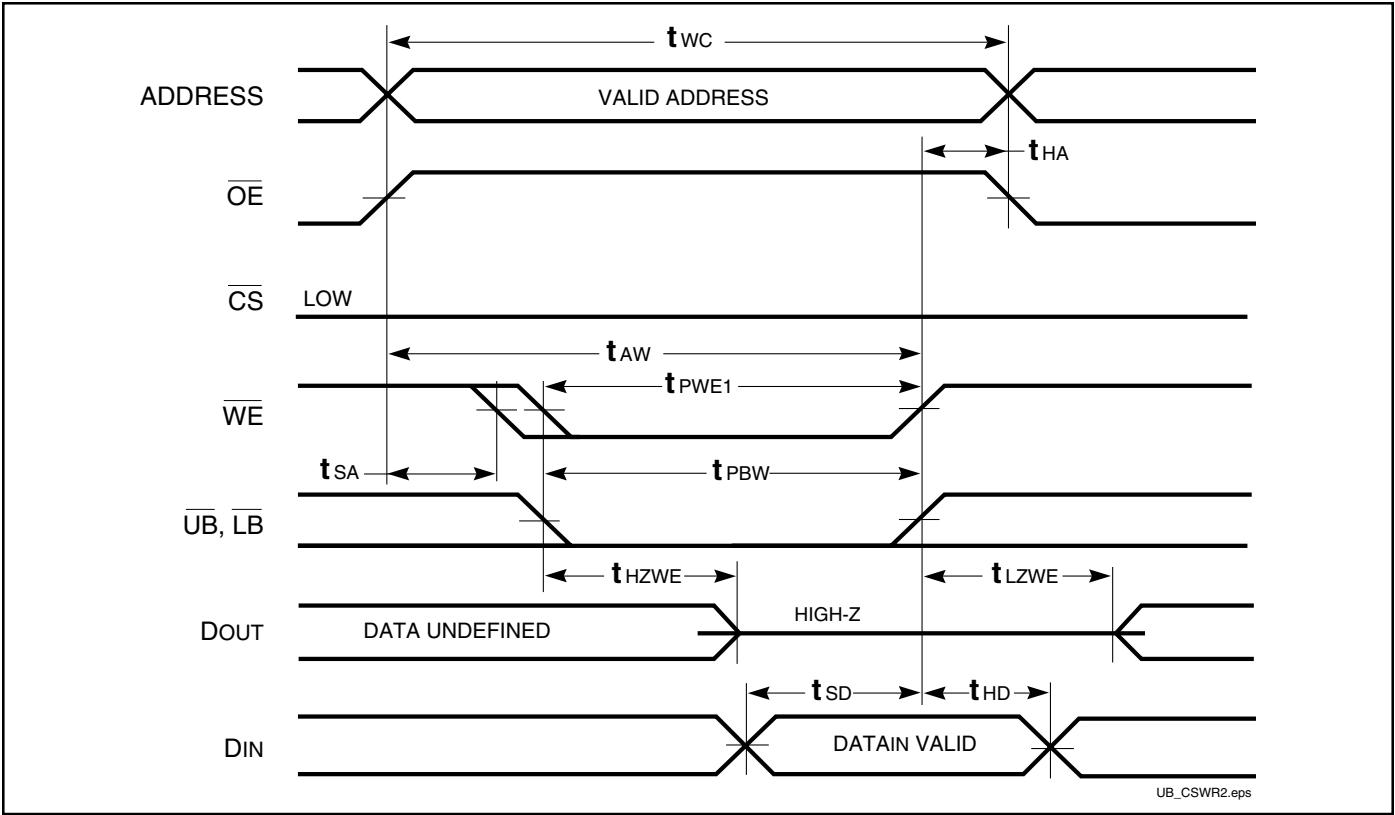 tWC
ADDRESS
VALID ADDRESS
tHA
OE
CS
LOW
tAW
tPWE1
WE
tSA
tPBW
UB, LB
tHZWE
tLZWE
DOUT
DATA UNDEFINED
HIGH-Z
tSD
tHD
DIN
DATAIN VALID
UB_CSWR2.eps